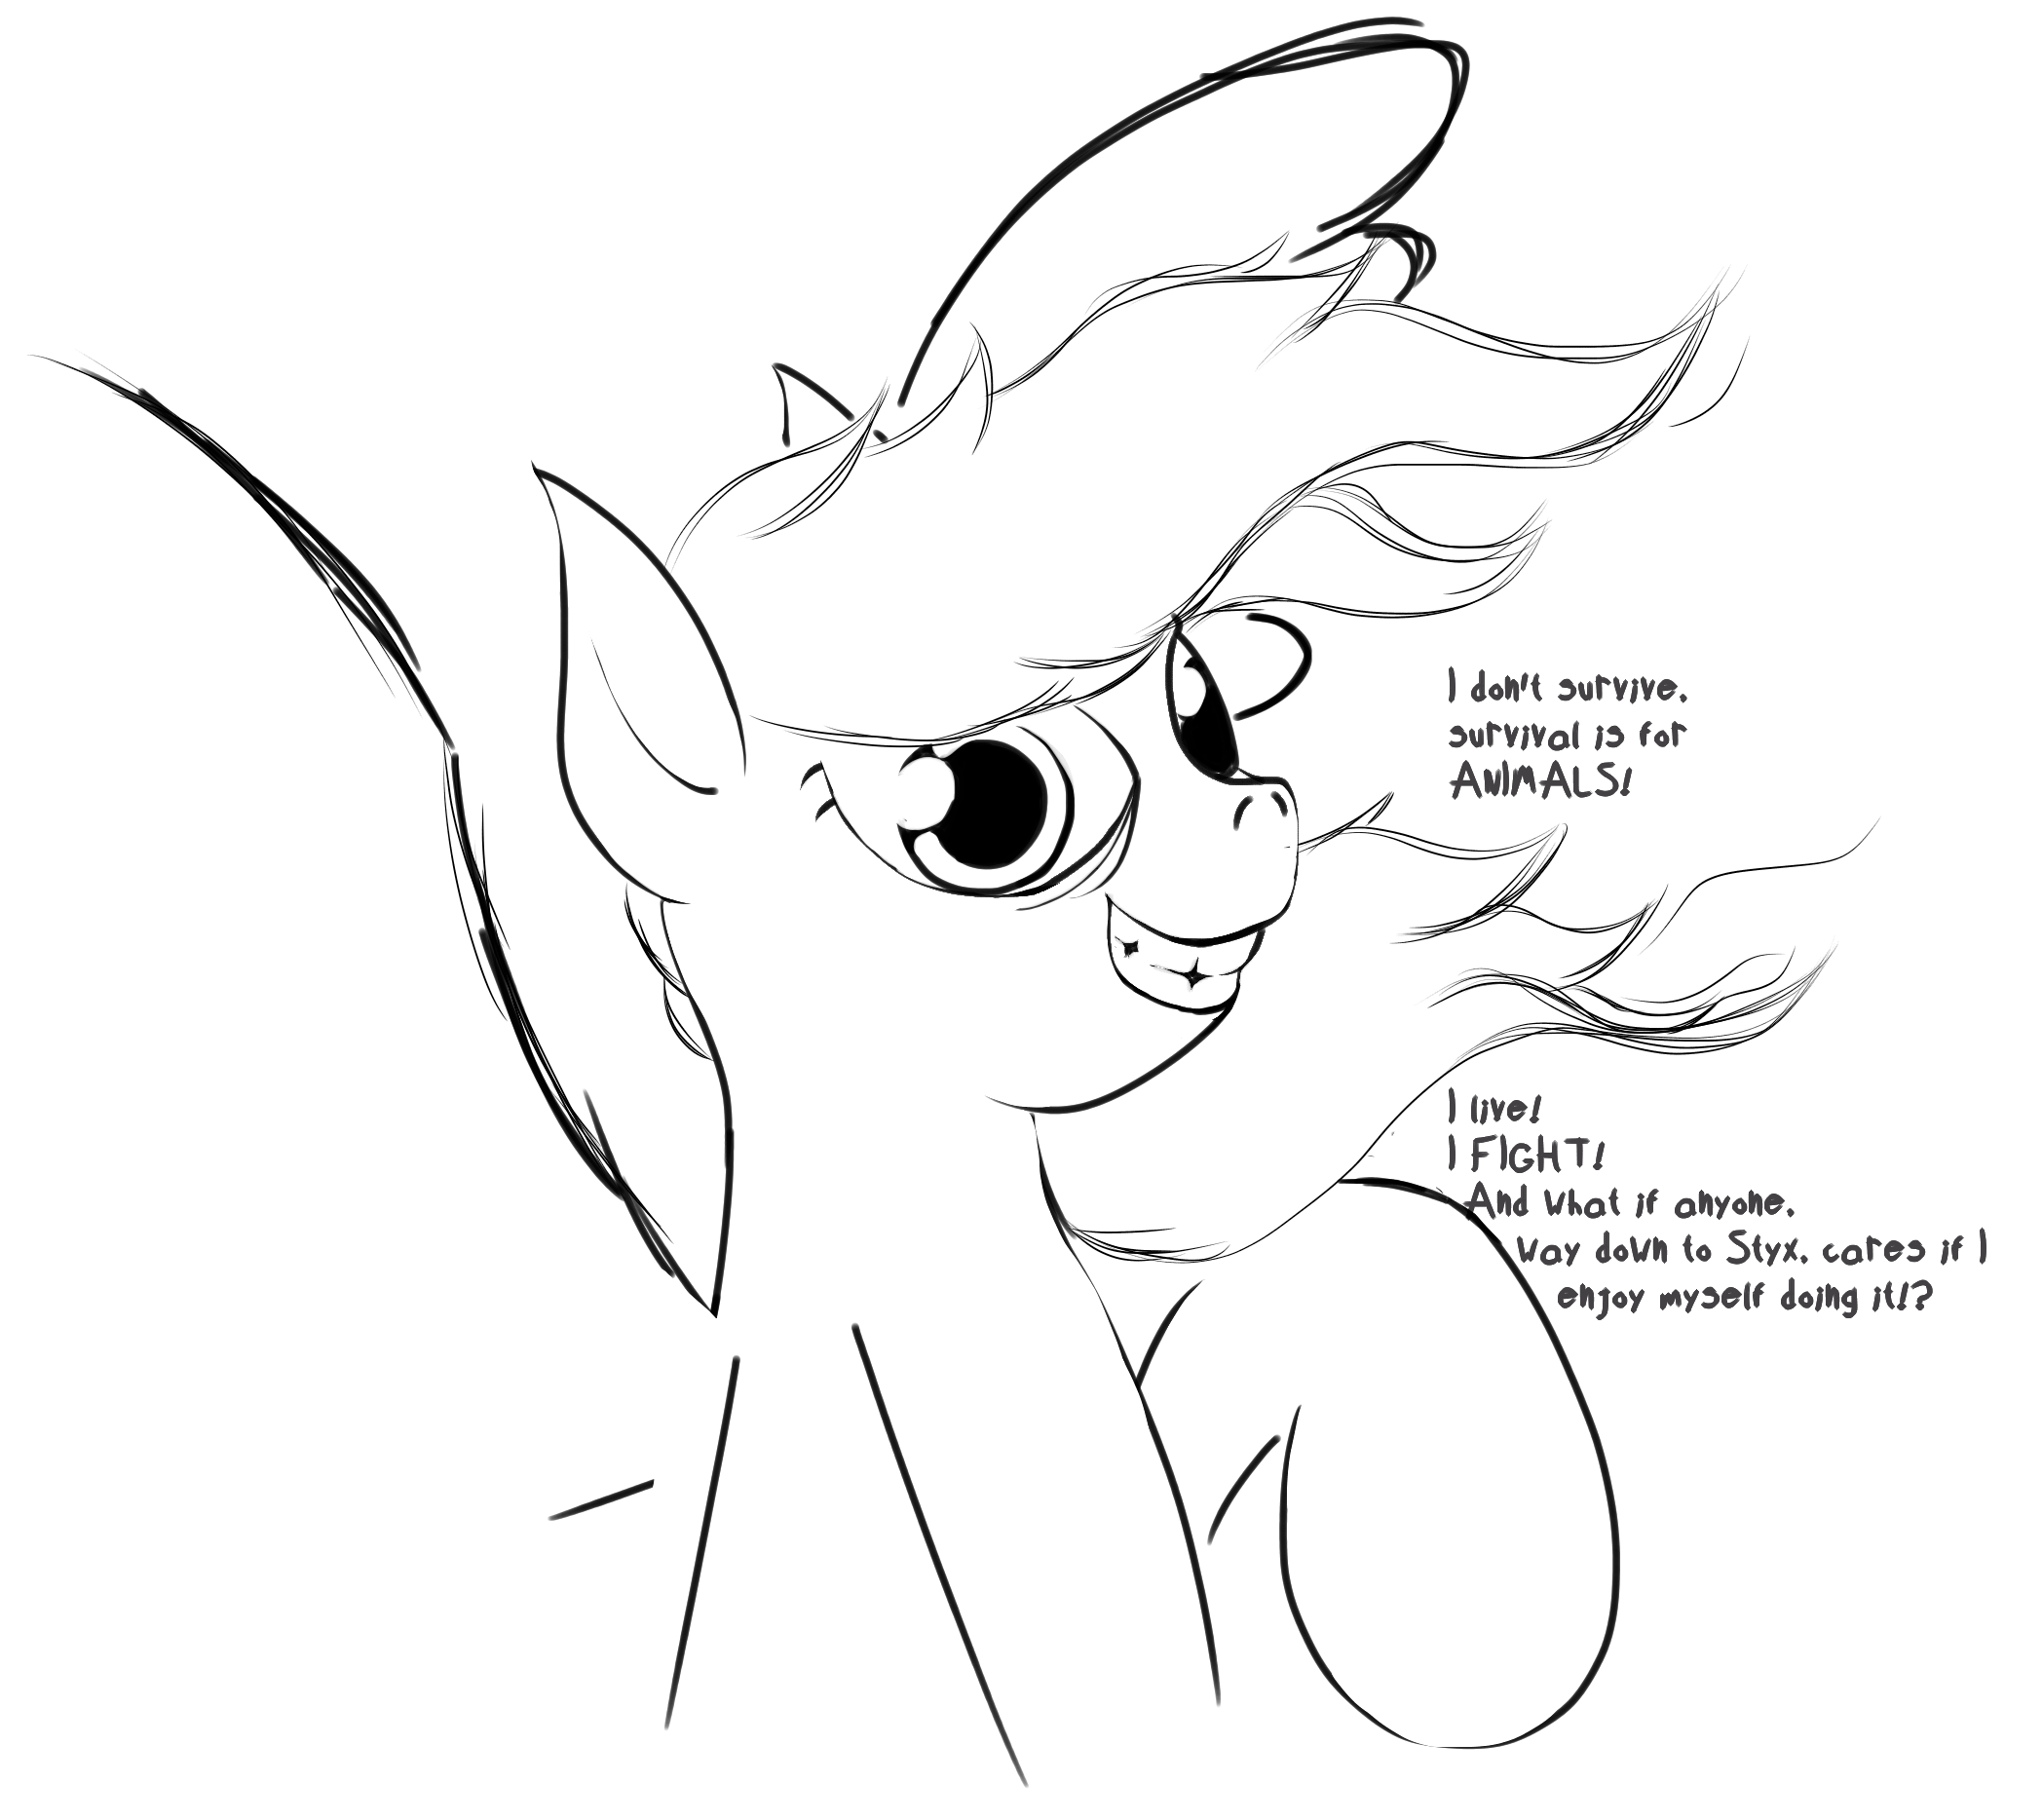 I don't survive.
survival is for
ANIMALS!
I live!
I FIGHT!
And what if anyone.
way down to Styx. cares if I
enjoy myself doing it!?